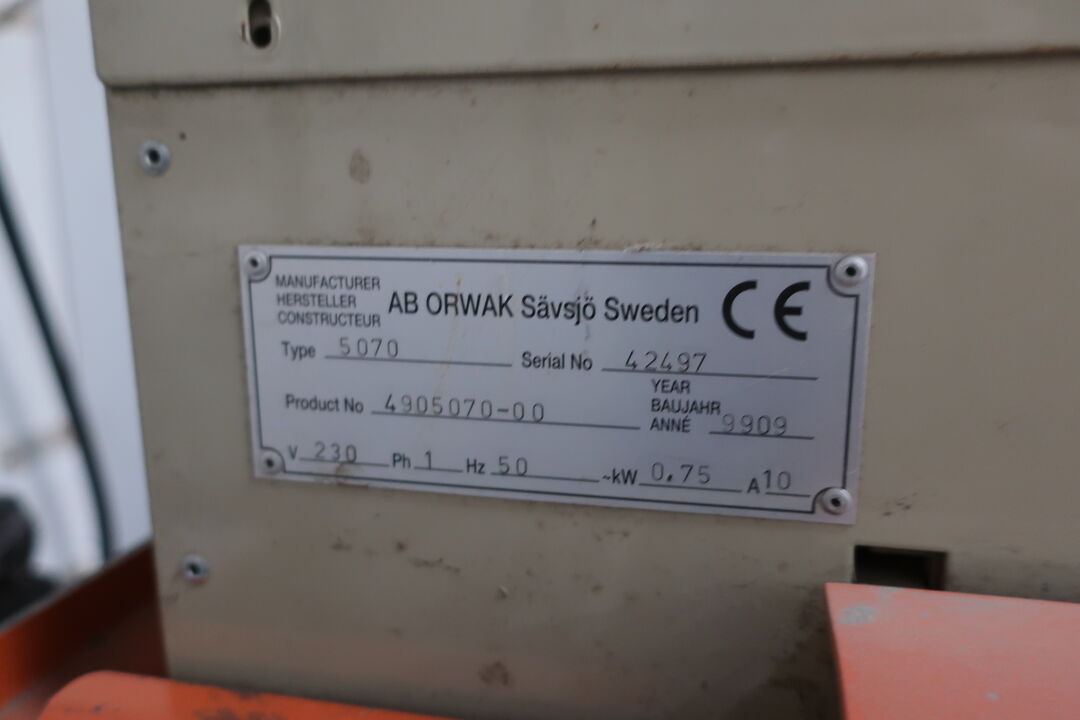 MANUFACTURER
HERSTELLER
CONSTRUCTEUR
AB ORWAK Sävsjö Sweden CE
Type 5070
Serial No 42497
Product No 4905070-00
YEAR
BAUJAHR
ANNÉ 9909
V 230 Ph 1 Hz 50 ~kW 0.75 A 10